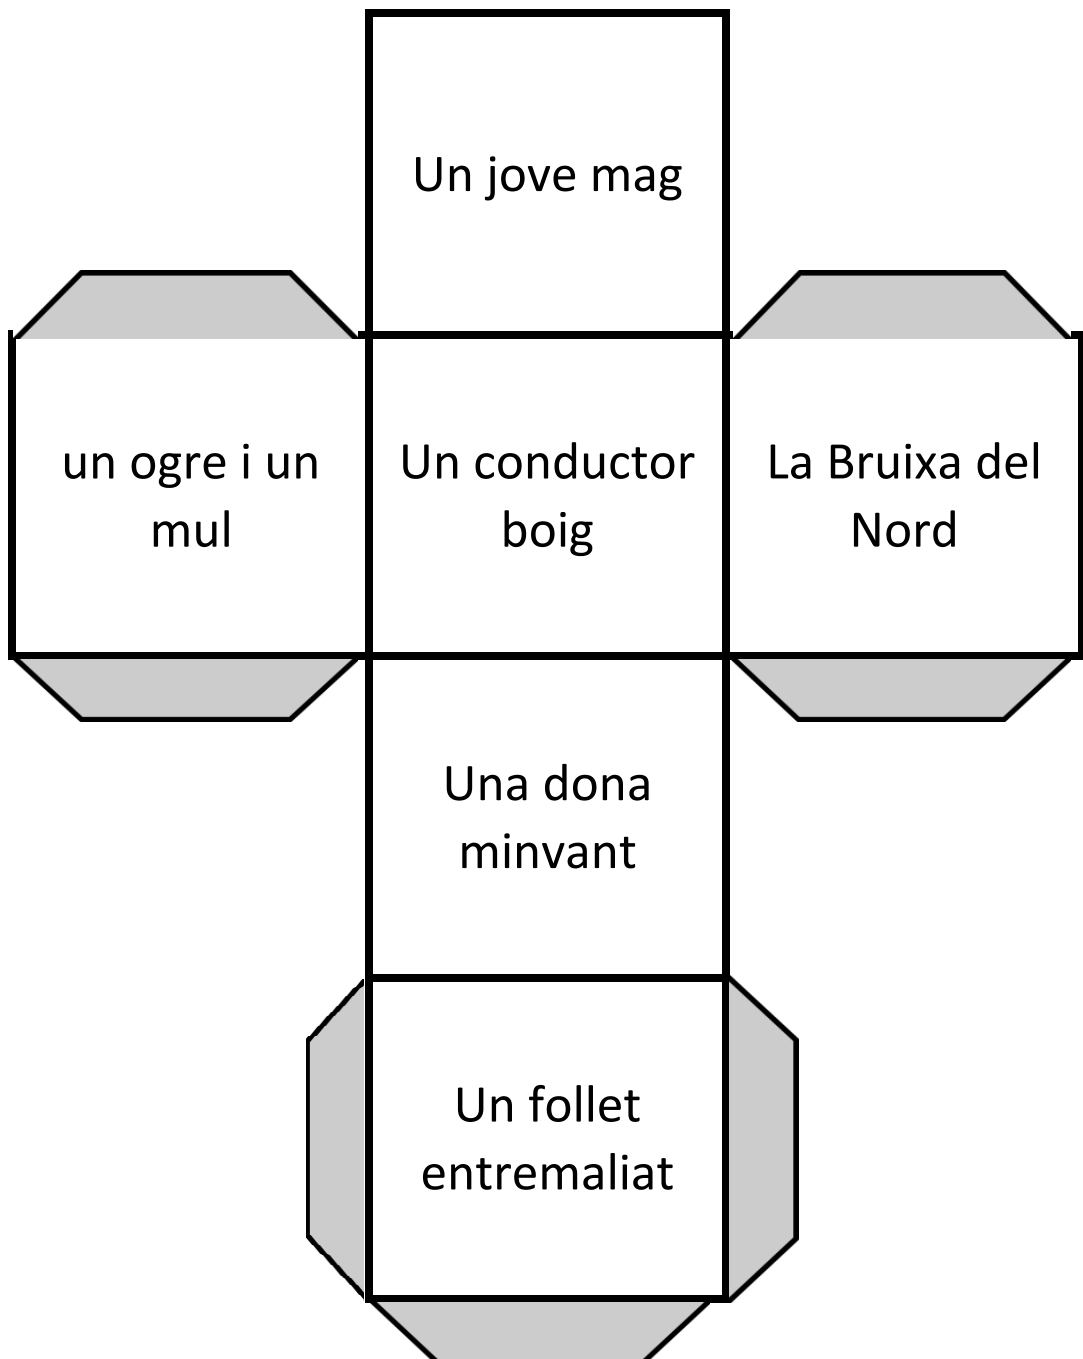 Un jove mag
un ogre i un
mul
Un conductor
boig
La Bruixa del
Nord
Una dona
minvant
Un follet
entremaliat